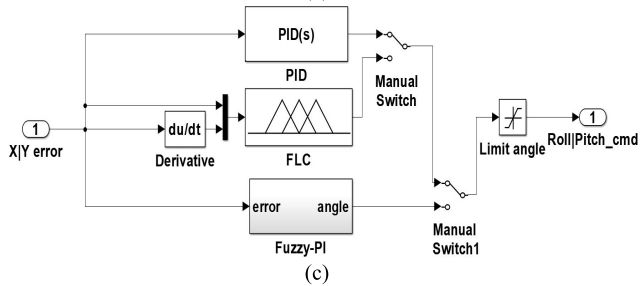 PID(s)
PID
Manual
Switch
1
X|Y error
du/dt
Derivative
FLC
Limit angle
1
Roll|Pitch_cmd
error
angle
Fuzzy-PI
Manual
Switch1
(c)